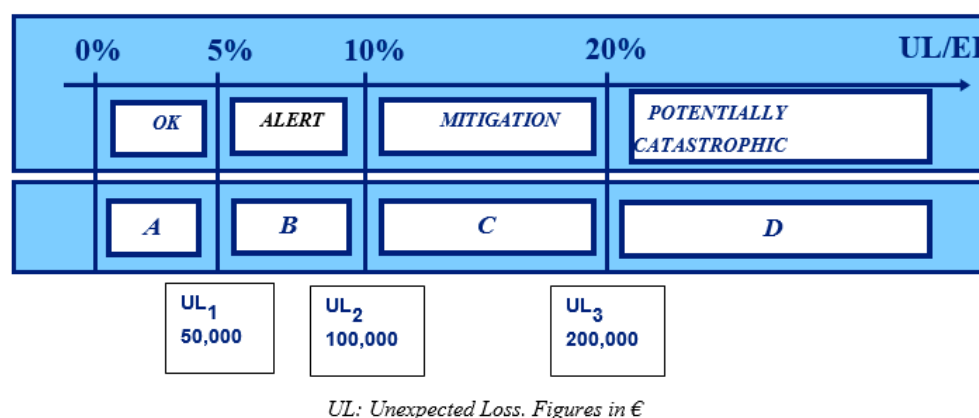 0% 5% 10% 20% UL/EI
OK ALERT MITIGATION POTENTIALLY
CATASTROPHIC
A B C D
UL1 UL2 UL3
50,000 100,000 200,000
UL: Unexpected Loss. Figures in €